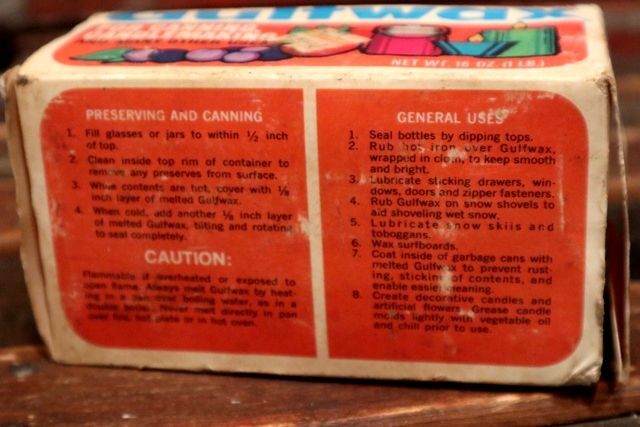 Gulfwax
NET WT. 16 OZ. (1 LB.)
PRESERVING AND CANNING
1. Fill glasses or jars to within ½ inch
of top.
2. Clean inside top rim of container to
remove any preserves from surface.
3. While contents are hot, cover with ⅛
inch layer of melted Gulfwax.
4. When cold, add another ⅛ inch layer
of melted Gulfwax, tilting and rotating
to seal completely.
CAUTION:
Flammable if overheated or exposed to
open flame. Always melt Gulfwax by heat-
ing in a pan over boiling water, as in a
double boiler. Never melt directly in pan
over fire, hot plate or in hot oven.
GENERAL USES
1. Seal bottles by dipping tops.
2. Rub hot iron over Gulfwax,
wrapped in cloth, to keep smooth
and bright.
3. Lubricate sticking drawers, win-
dows, doors and zipper fasteners.
4. Rub Gulfwax on snow shovels to
aid shoveling wet snow.
5. Lubricate snow skiis and
toboggans.
6. Wax surfboards.
7. Coat inside of garbage cans with
melted Gulfwax to prevent rust-
ing, sticking of contents, and
enable easier cleaning.
8. Create decorative candles and
artificial flowers. Grease candle
molds lightly with vegetable oil
and chill prior to use.